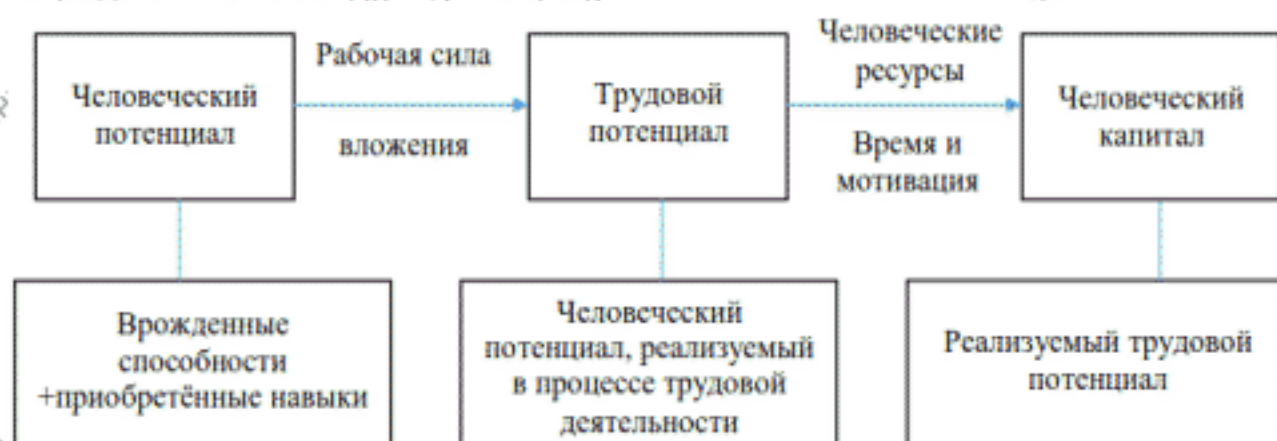 Человеческий
потенциал
Рабочая сила
вложения
Трудовой
потенциал
Человеческие
ресурсы
Время и
мотивация
Человеческий
капитал
Врожденные
способности
+приобретённые навыки
Человеческий
потенциал, реализуемый
в процессе трудовой
деятельности
Реализуемый трудовой
потенциал